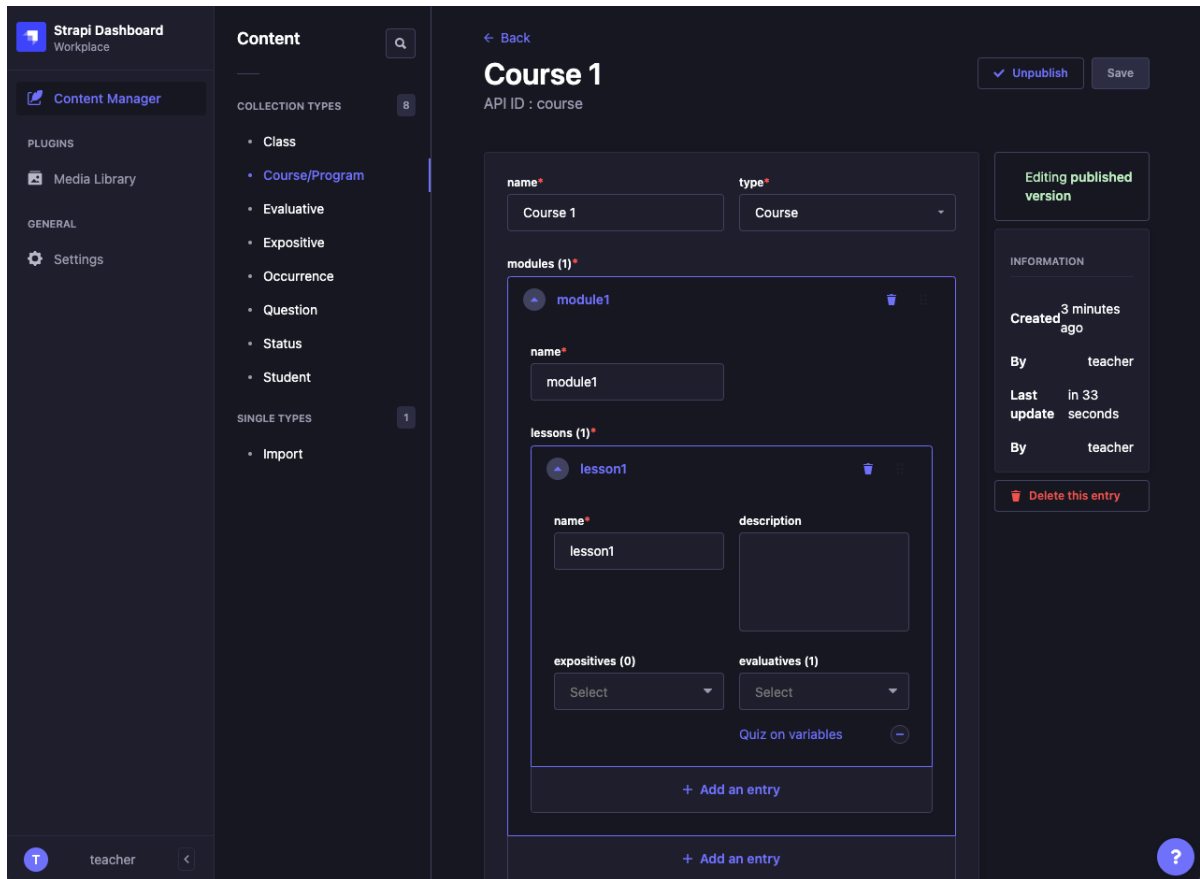 Strapi Dashboard
Workplace
Content Manager
PLUGINS
Media Library
GENERAL
Settings
T
teacher
Content
COLLECTION TYPES
8
Class
Course/Program
Evaluative
Expositive
Occurrence
Question
Status
Student
SINGLE TYPES
1
Import
Back
Course 1
API ID : course
Unpublish
Save
name*
type*
Course 1
Course
modules (1)*
module1
name*
module1
lessons (1)*
lesson1
name*
description
lesson1
expositives (0)
evaluatives (1)
Select
Select
Quiz on variables
+ Add an entry
+ Add an entry
Editing published
version
INFORMATION
Created 3 minutes
ago
By teacher
Last in 33
update seconds
By teacher
Delete this entry
?